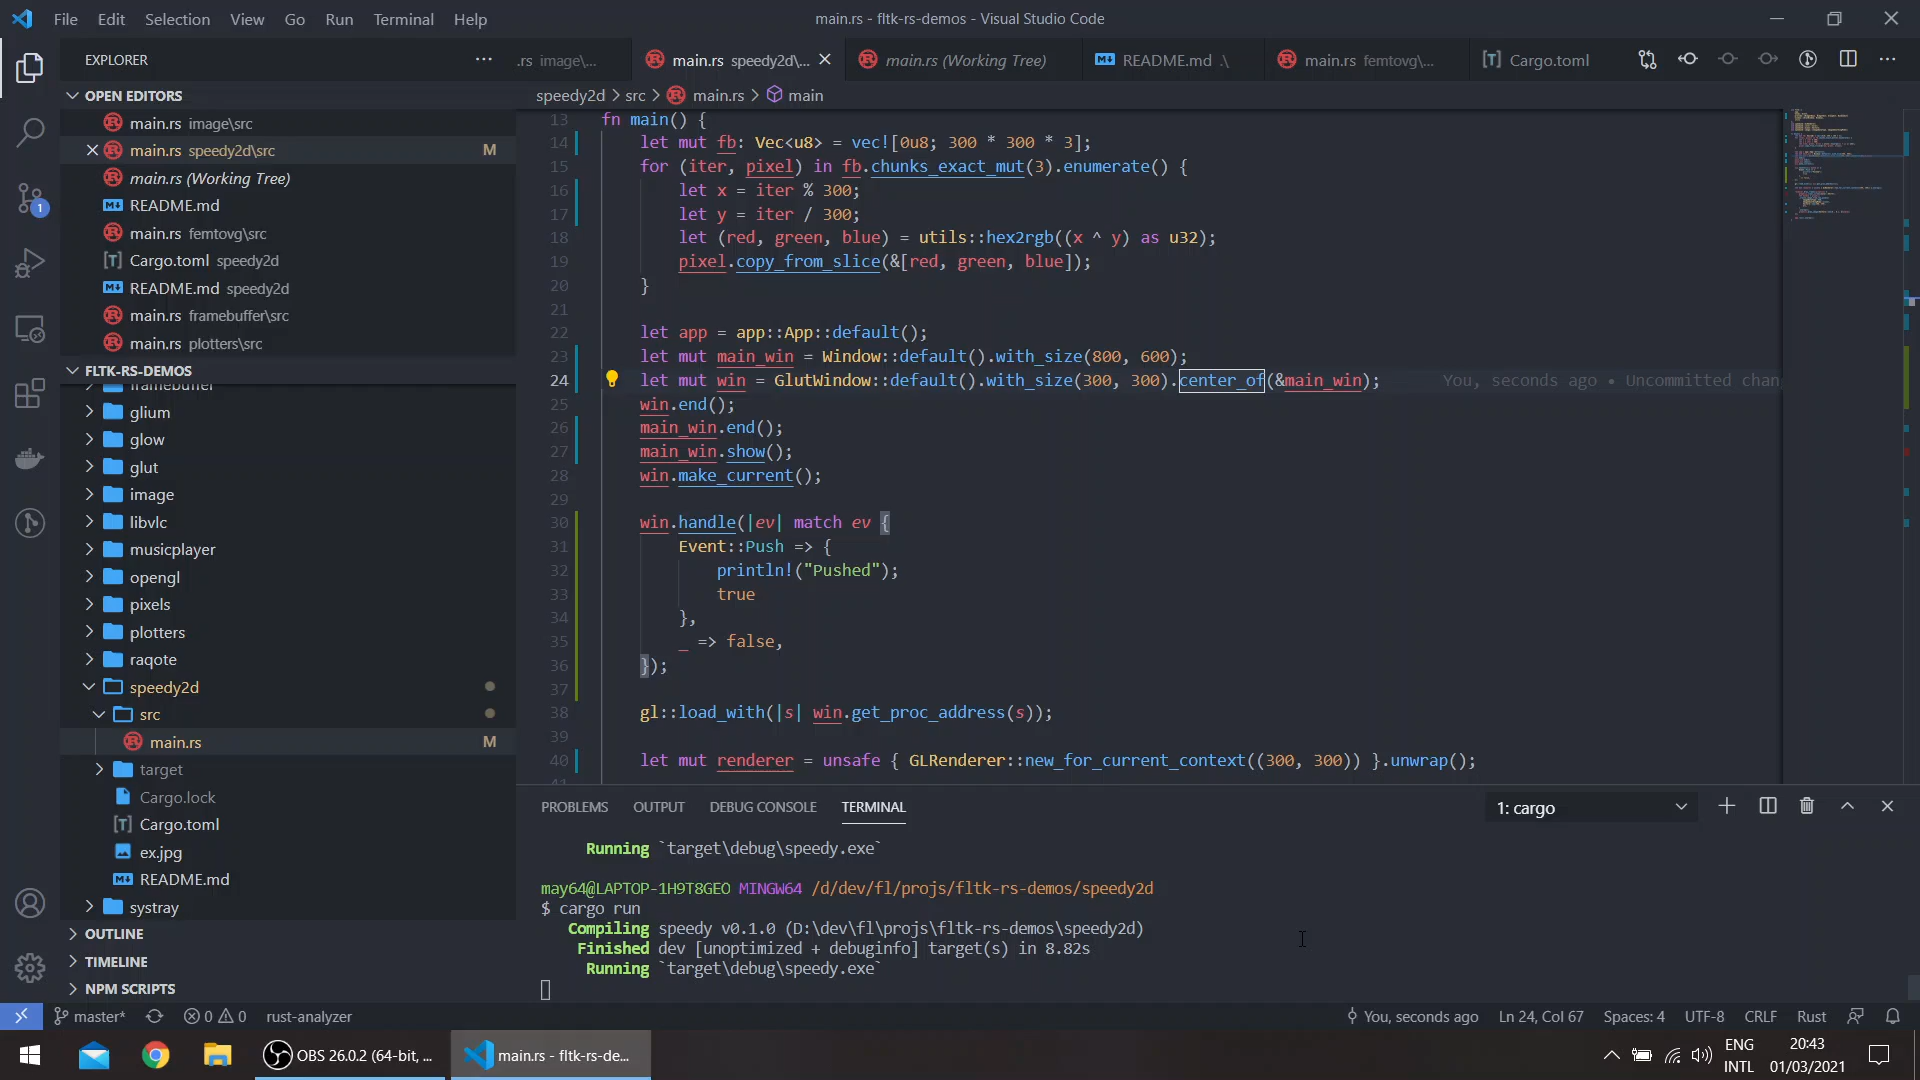 File Edit Selection View Go Run Terminal Help
main.rs - fltk-rs-demos - Visual Studio Code
EXPLORER
.rs image\...
main.rs speedy2d\...
main.rs (Working Tree)
README.md .\
main.rs femtovg\...
[T] Cargo.toml
OPEN EDITORS
main.rs image\src
main.rs speedy2d\src M
main.rs (Working Tree)
README.md
main.rs femtovg\src
[T] Cargo.toml speedy2d
README.md speedy2d
main.rs framebuffer\src
main.rs plotters\src
FLTK-RS-DEMOS
framebuffer
glium
glow
glut
image
libvlc
musicplayer
opengl
pixels
plotters
raqote
speedy2d
src
main.rs M
target
Cargo.lock
[T] Cargo.toml
ex.jpg
README.md
systray
OUTLINE
TIMELINE
NPM SCRIPTS
speedy2d > src > main.rs > main
13 fn main() {
14 let mut fb: Vec<u8> = vec![0u8; 300 * 300 * 3];
15 for (iter, pixel) in fb.chunks_exact_mut(3).enumerate() {
16 let x = iter % 300;
17 let y = iter / 300;
18 let (red, green, blue) = utils::hex2rgb((x ^ y) as u32);
19 pixel.copy_from_slice(&[red, green, blue]);
20 }
21
22 let app = app::App::default();
23 let mut main_win = Window::default().with_size(800, 600);
24 let mut win = GlutWindow::default().with_size(300, 300).center_of(&main_win); You, seconds ago • Uncommitted chan
25 win.end();
26 main_win.end();
27 main_win.show();
28 win.make_current();
29
30 win.handle(|ev| match ev {
31 Event::Push => {
32 println!("Pushed");
33 true
34 },
35 _ => false,
36 });
37
38 gl::load_with(|s| win.get_proc_address(s));
39
40 let mut renderer = unsafe { GLRenderer::new_for_current_context((300, 300)) }.unwrap();
41
PROBLEMS OUTPUT DEBUG CONSOLE TERMINAL
1: cargo
Running `target\debug\speedy.exe`
may64@LAPTOP-1H9T8GEO MINGW64 /d/dev/fl/projs/fltk-rs-demos/speedy2d
$ cargo run
Compiling speedy v0.1.0 (D:\dev\fl\projs\fltk-rs-demos\speedy2d)
Finished dev [unoptimized + debuginfo] target(s) in 8.82s
Running `target\debug\speedy.exe`
1
master* 0 0 rust-analyzer
You, seconds ago Ln 24, Col 67 Spaces: 4 UTF-8 CRLF Rust
OBS 26.0.2 (64-bit, ...
main.rs - fltk-rs-de...
ENG
INTL
20:43
01/03/2021